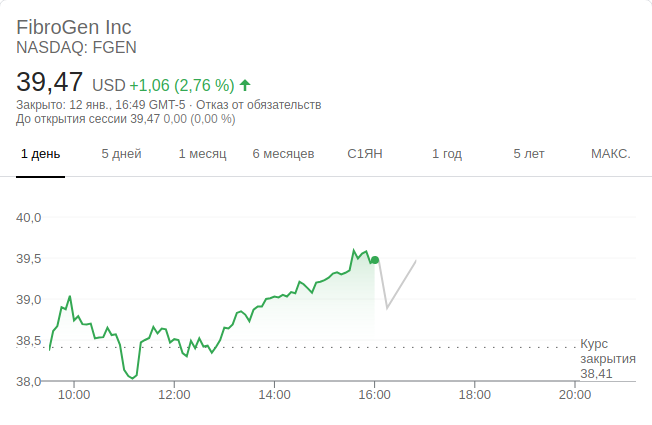 FibroGen Inc
NASDAQ: FGEN
39,47 USD +1,06 (2,76 %)
Закрыто: 12 янв., 16:49 GMT-5 · Отказ от обязательств
До открытия сессии 39,47 0,00 (0,00 %)
1 день 5 дней 1 месяц 6 месяцев С1ЯН 1 год 5 лет МАКС.
40,0
39,5
39,0
38,5
38,0
Курс
закрытия
38,41
10:00 12:00 14:00 16:00 18:00 20:00